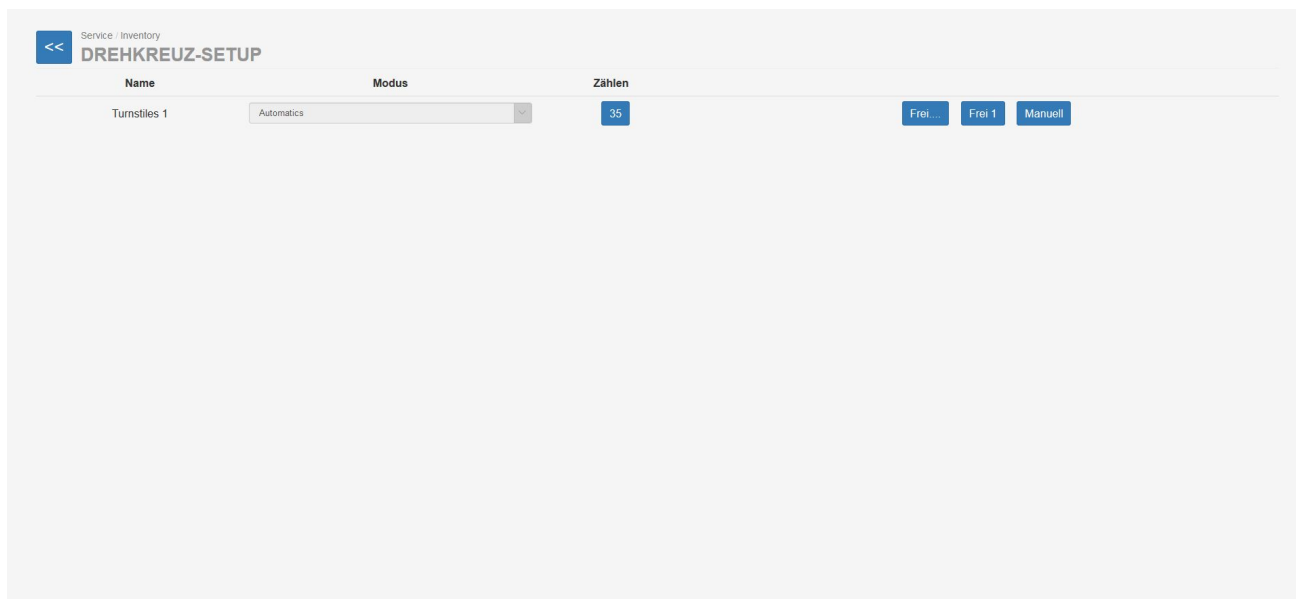 <<
Service / Inventory
DREHKREUZ-SETUP
Name Modus Zählen
Turnstiles 1 Automatics 35 Frei.... Frei 1 Manuell